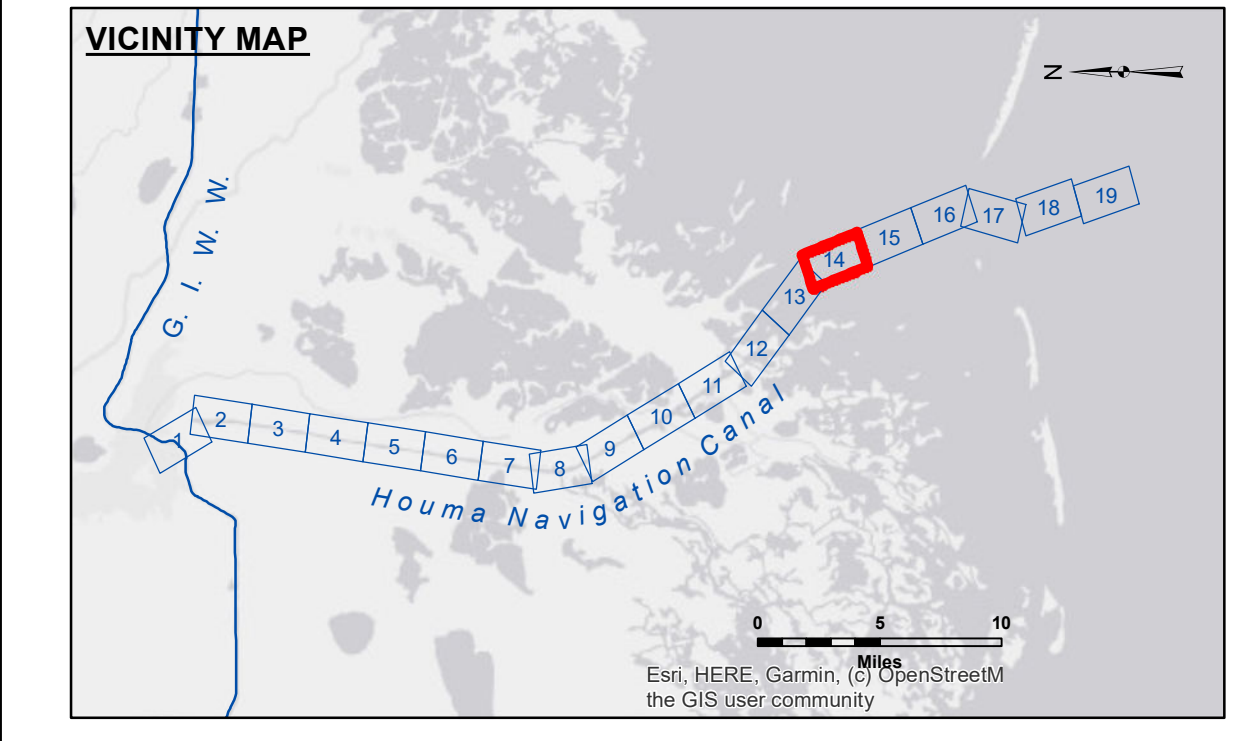 VICINITY MAP
N
G. I. W. W.
1
2
3
4
5
6
7
8
9
10
11
12
13
14
15
16
17
18
19
Houma Navigation Canal
0 5 10
Miles
Esri, HERE, Garmin, (c) OpenStreetM
the GIS user community